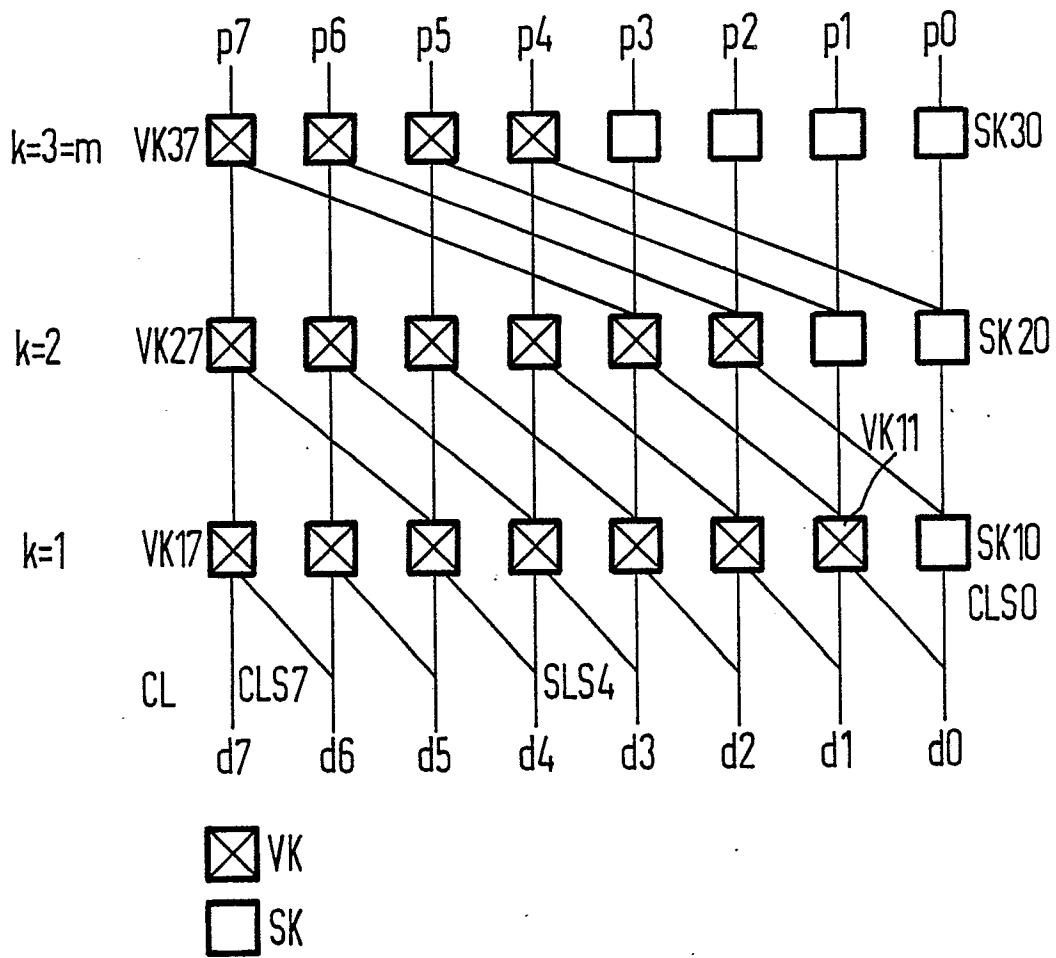 p7 p6 p5 p4 p3 p2 p1 p0
k=3=m VK37 SK30
k=2 VK27 SK20
VK11
k=1 VK17 SK10
CLS0
CL CLS7 SLS4
d7 d6 d5 d4 d3 d2 d1 d0
VK
SK